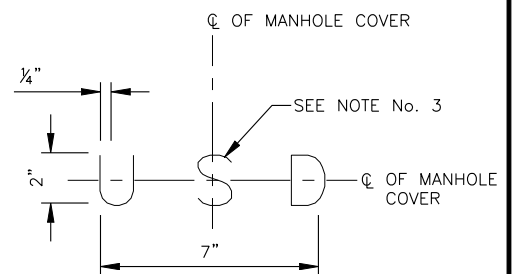 ℄ OF MANHOLE COVER
¼"
SEE NOTE No. 3
2"
U S D
℄ OF MANHOLE
COVER
7"